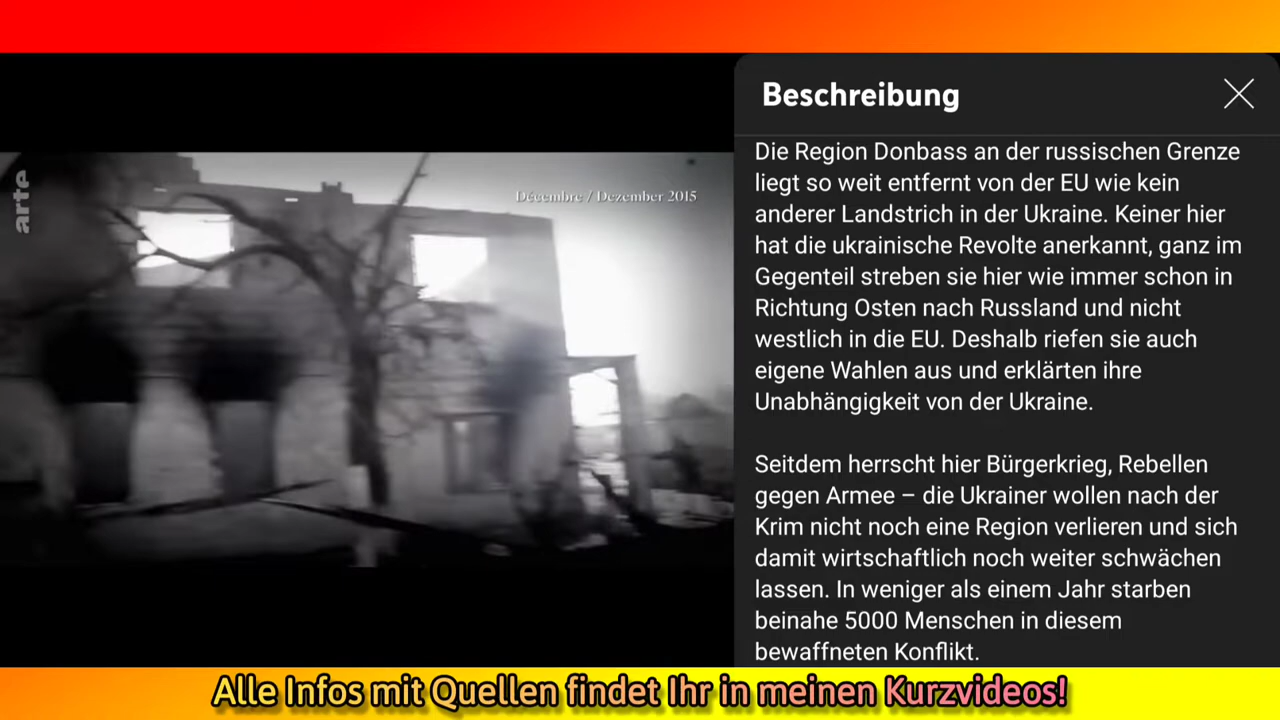 arte
Décembre / Dezember 2015
Beschreibung
Die Region Donbass an der russischen Grenze
liegt so weit entfernt von der EU wie kein
anderer Landstrich in der Ukraine. Keiner hier
hat die ukrainische Revolte anerkannt, ganz im
Gegenteil streben sie hier wie immer schon in
Richtung Osten nach Russland und nicht
westlich in die EU. Deshalb riefen sie auch
eigene Wahlen aus und erklärten ihre
Unabhängigkeit von der Ukraine.
Seitdem herrscht hier Bürgerkrieg, Rebellen
gegen Armee – die Ukrainer wollen nach der
Krim nicht noch eine Region verlieren und sich
damit wirtschaftlich noch weiter schwächen
lassen. In weniger als einem Jahr starben
beinahe 5000 Menschen in diesem
bewaffneten Konflikt.
Alle Infos mit Quellen findet Ihr in meinen Kurzvideos!